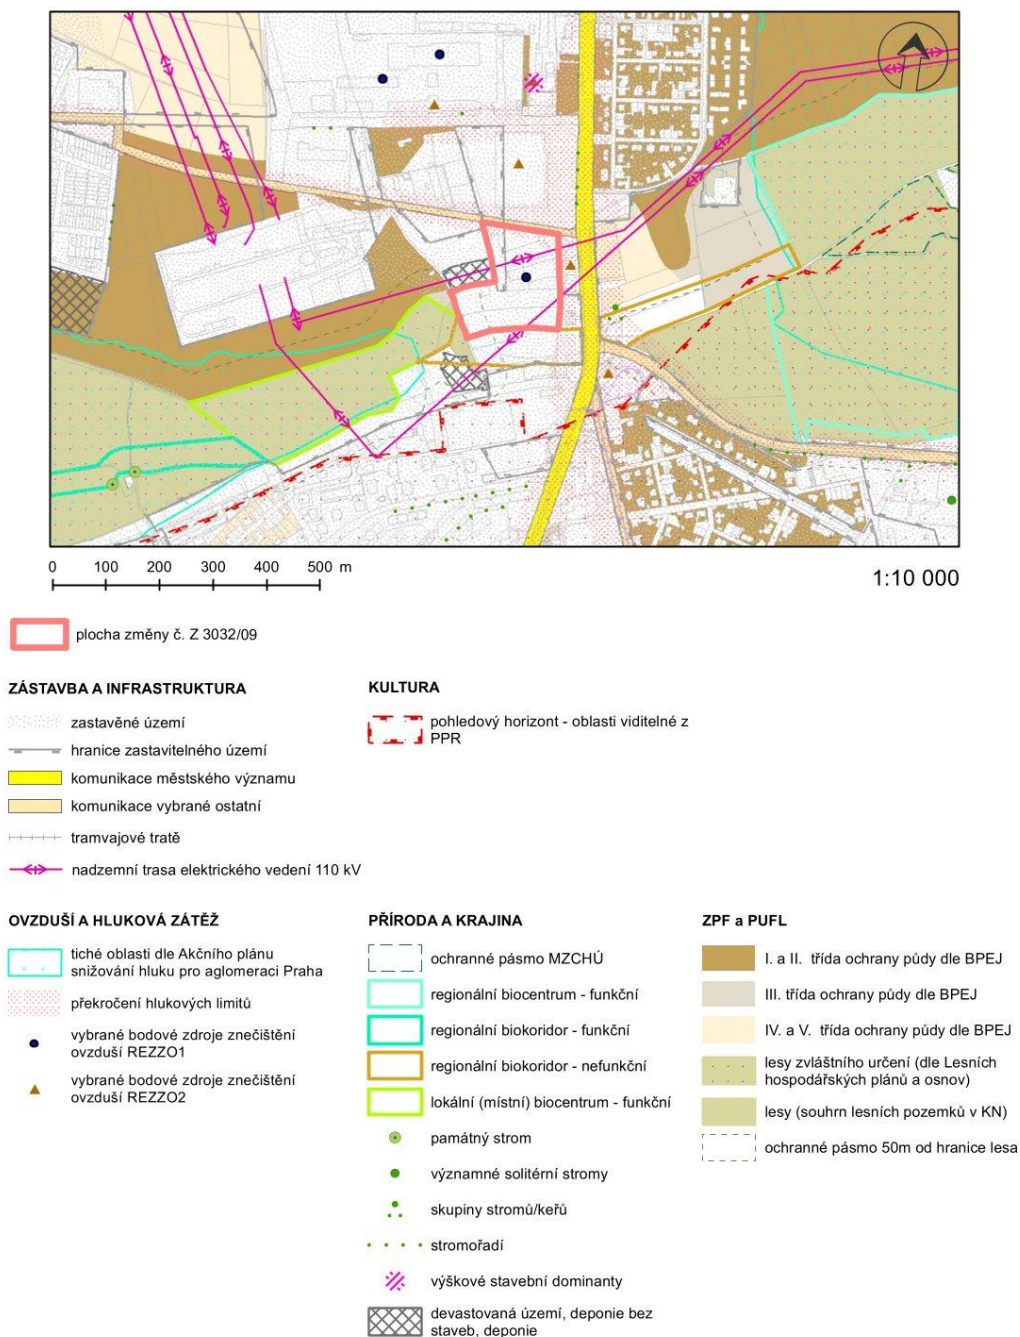 0 100 200 300 400 500 m
1:10 000
plocha změny č. Z 3032/09
ZÁSTAVBA A INFRASTRUKTURA
zastavěné území
hranice zastavitelného území
komunikace městského významu
komunikace vybrané ostatní
tramvajové tratě
nadzemní trasa elektrického vedení 110 kV
KULTURA
pohledový horizont - oblasti viditelné z
PPR
OVZDUŠÍ A HLUKOVÁ ZÁTĚŽ
tiché oblasti dle Akčního plánu
snižování hluku pro aglomeraci Praha
překročení hlukových limitů
vybrané bodové zdroje znečištění
ovzduší REZZO1
vybrané bodové zdroje znečištění
ovzduší REZZO2
PŘÍRODA A KRAJINA
ochranné pásmo MZCHÚ
regionální biocentrum - funkční
regionální biokoridor - funkční
regionální biokoridor - nefunkční
lokální (místní) biocentrum - funkční
památný strom
významné solitérní stromy
skupiny stromů/keřů
stromořadí
výškové stavební dominanty
devastovaná území, deponie bez
staveb, deponie
ZPF a PUFL
I. a II. třída ochrany půdy dle BPEJ
III. třída ochrany půdy dle BPEJ
IV. a V. třída ochrany půdy dle BPEJ
lesy zvláštního určení (dle Lesních
hospodářských plánů a osnov)
lesy (souhrn lesních pozemků v KN)
ochranné pásmo 50m od hranice lesa